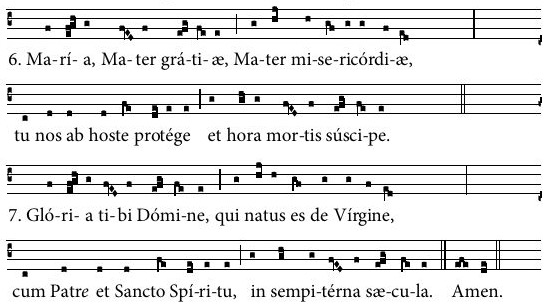 6. Ma-rí- a, Ma-ter grá-ti-æ, Ma-ter mi-se-ricórdi-æ,
tu nos ab hoste protége et hora mor-tis súsci-pe.
7. Gló-ri- a ti-bi Dómi-ne, qui natus es de Vírgine,
cum Patre et Sancto Spí-ri-tu, in sempi-térna sæ-cu-la. Amen.